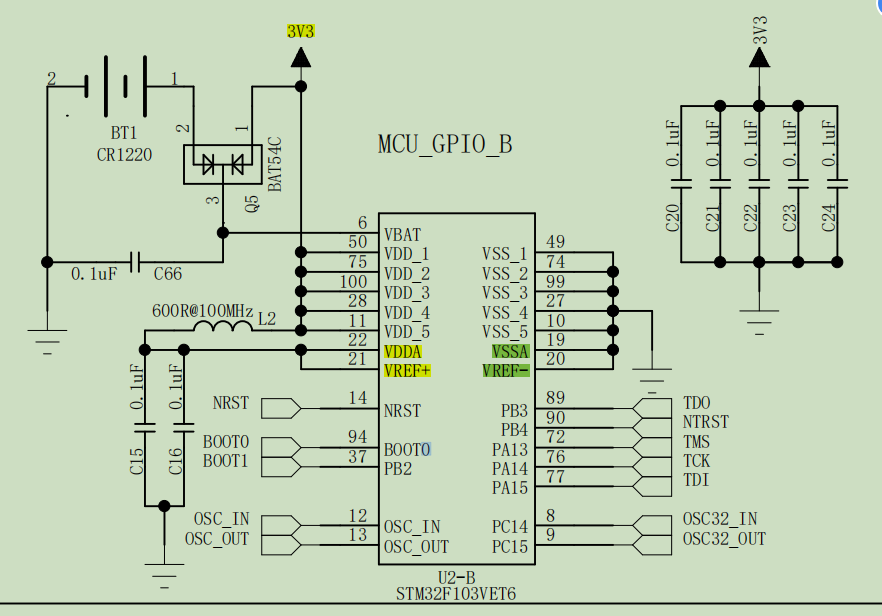 3V3
3V3
2
1
BT1
CR1220
2
1
BAT54C
3
Q5
MCU_GPIO_B
0.1uF
0.1uF
0.1uF
0.1uF
0.1uF
C20
C21
C22
C23
C24
0.1uF
C66
600R@100MHz
L2
0.1uF
0.1uF
C15
C16
6
VBAT
50
VDD_1
VSS_1
49
75
VDD_2
VSS_2
74
100
VDD_3
VSS_3
99
28
VDD_4
VSS_4
27
11
VDD_5
VSS_5
10
22
VDDA
VSSA
19
21
VREF+
VREF-
20
NRST
14
NRST
PB3
89
TDO
PB4
90
NTRST
BOOT0
94
BOOT0
PA13
72
TMS
BOOT1
37
PB2
PA14
76
TCK
PA15
77
TDI
OSC_IN
12
OSC_IN
PC14
8
OSC32_IN
OSC_OUT
13
OSC_OUT
PC15
9
OSC32_OUT
U2-B
STM32F103VET6